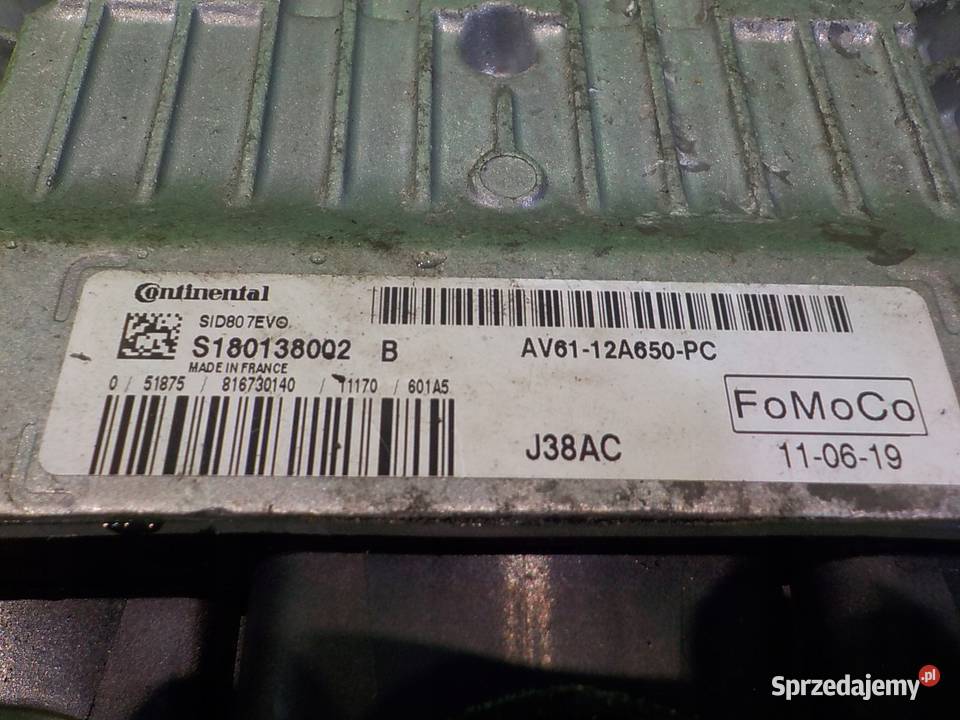 Continental
SID807EVO
S180138002 B
MADE IN FRANCE
0 / 51875 / 816730140 / 11170 / 601A5
AV61-12A650-PC
FoMoCo
J38AC
11-06-19
Sprzedajemy.pl